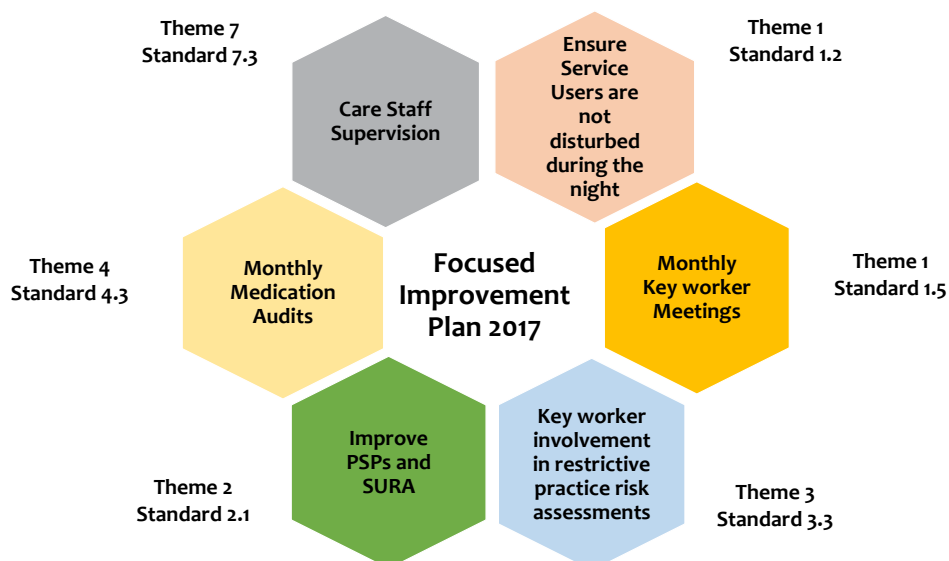 Theme 7
Standard 7.3
Care Staff
Supervision
Ensure
Service
Users are
not
disturbed
during the
night
Theme 1
Standard 1.2
Theme 4
Standard 4.3
Monthly
Medication
Audits
Focused
Improvement
Plan 2017
Monthly
Key worker
Meetings
Theme 1
Standard 1.5
Theme 2
Standard 2.1
Improve
PSPs and
SURA
Key worker
involvement
in restrictive
practice risk
assessments
Theme 3
Standard 3.3